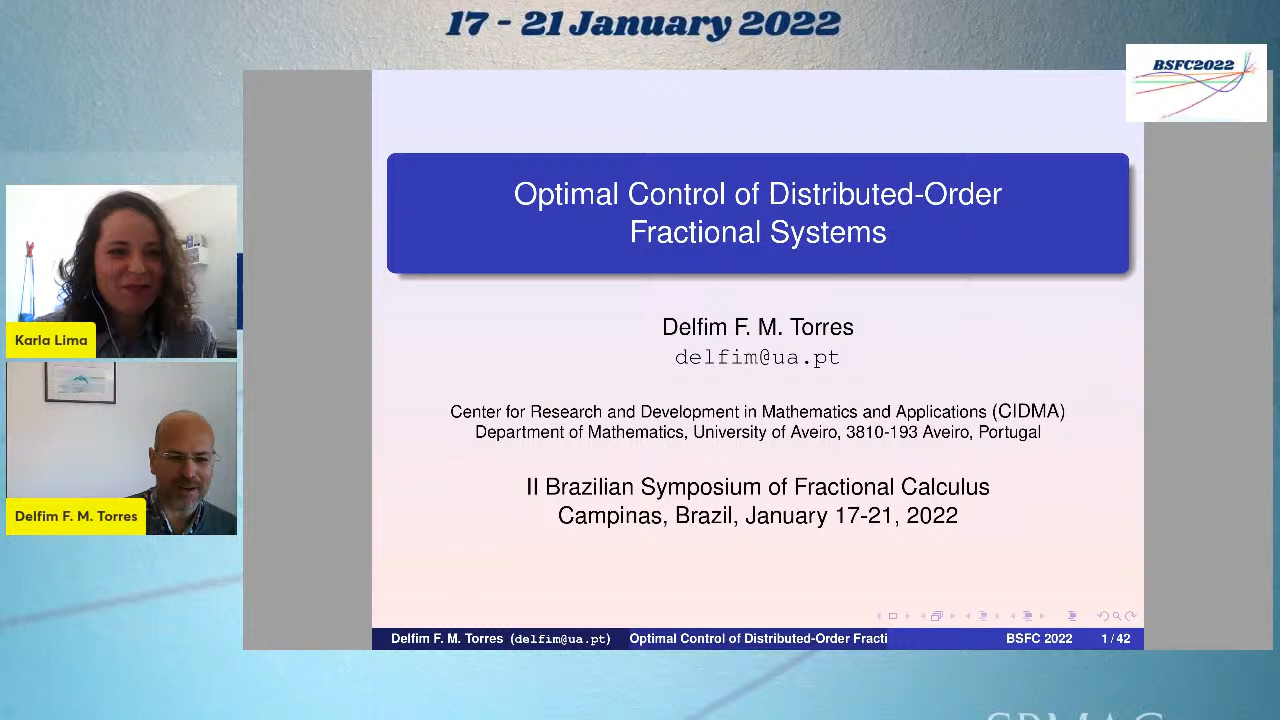 17 - 21 January 2022
BSFC2022
Optimal Control of Distributed-Order
Fractional Systems
Karla Lima
Delfim F. M. Torres
delfim@ua.pt
Center for Research and Development in Mathematics and Applications (CIDMA)
Department of Mathematics, University of Aveiro, 3810-193 Aveiro, Portugal
II Brazilian Symposium of Fractional Calculus
Campinas, Brazil, January 17-21, 2022
Delfim F. M. Torres
Delfim F. M. Torres (delfim@ua.pt) Optimal Control of Distributed-Order Fracti BSFC 2022 1 / 42